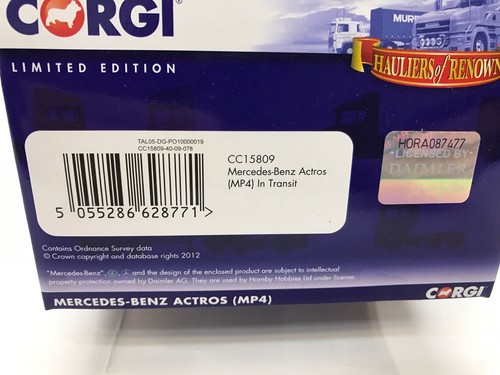 CORGI
LIMITED EDITION
HAULIERS of RENOWN
TAL05-DG-PO10000019
CC15809-40-09-078
5 055286 628771 >
CC15809
Mercedes-Benz Actros
(MP4) In Transit
HORA087477
• LICENSED BY •
DAIMLER
Contains Ordnance Survey data
© Crown copyright and database rights 2012
"Mercedes-Benz", and the design of the enclosed product are subject to intellectual
property protection owned by Daimler AG. They are used by Hornby Hobbies Ltd under license.
MERCEDES-BENZ ACTROS (MP4)
CORGI